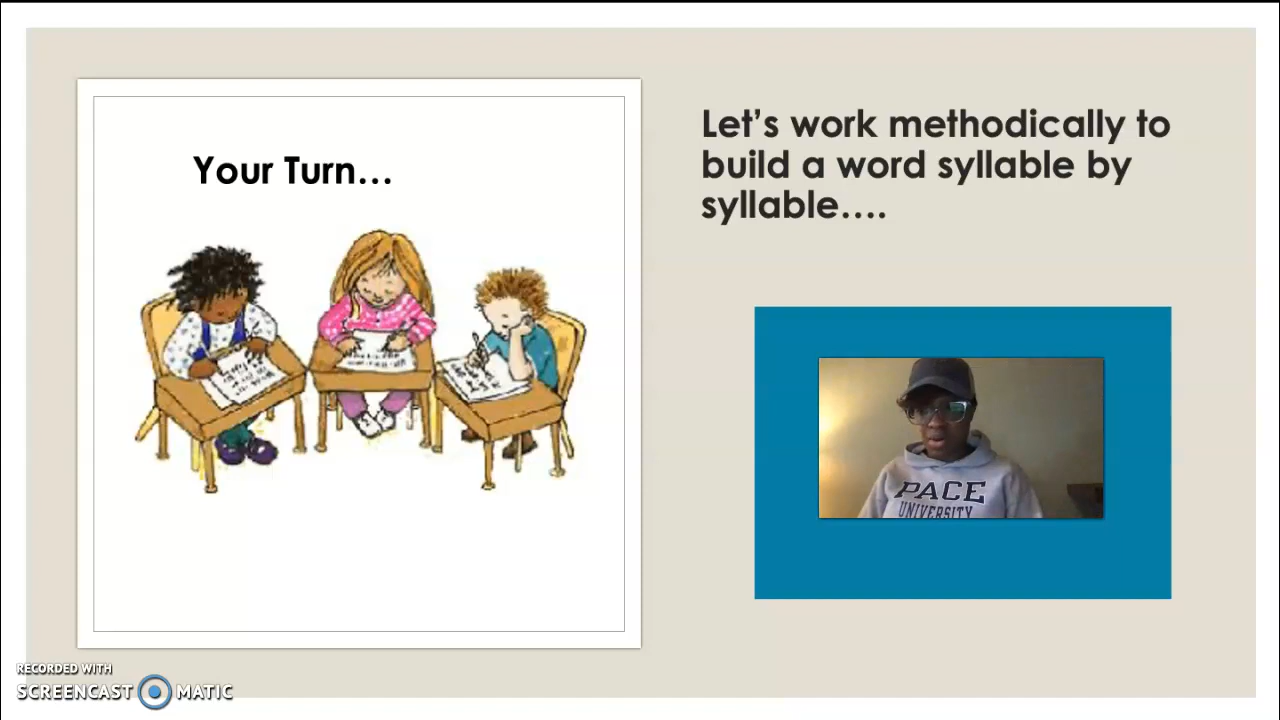 Your Turn…
Let’s work methodically to
build a word syllable by
syllable….
PACE
UNIVERSITY
RECORDED WITH
SCREENCAST MATIC